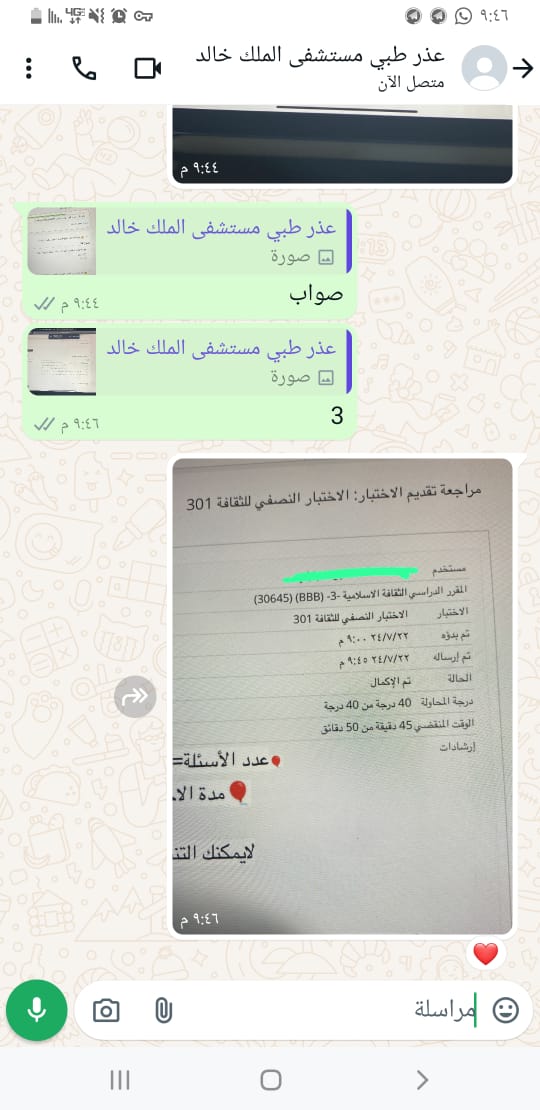 ٩:٤٦
4G
عذر طبي مستشفى الملك خالد
متصل الآن
٩:٤٤ م
عذر طبي مستشفى الملك خالد
صورة
صواب
٩:٤٤ م
عذر طبي مستشفى الملك خالد
صورة
3
٩:٤٦ م
مراجعة تقديم الاختبار: الاختبار النصفي للثقافة 301
مستخدم
المقرر الدراسي الثقافة الاسلامية -3- (BBB) (30645)
الاختبار الاختبار النصفي للثقافة 301
تم بدؤه ٢٤/٧/٢٢ ٩:٠٠ م
تم إرساله ٢٤/٧/٢٢ ٩:٤٥ م
الحالة تم الإكمال
درجة المحاولة 40 درجة من 40 درجة
الوقت المنقضي 45 دقيقة من 50 دقائق
إرشادات
عدد الأسئلة=
مدة الا
لايمكنك التن
٩:٤٦ م
مراسلة